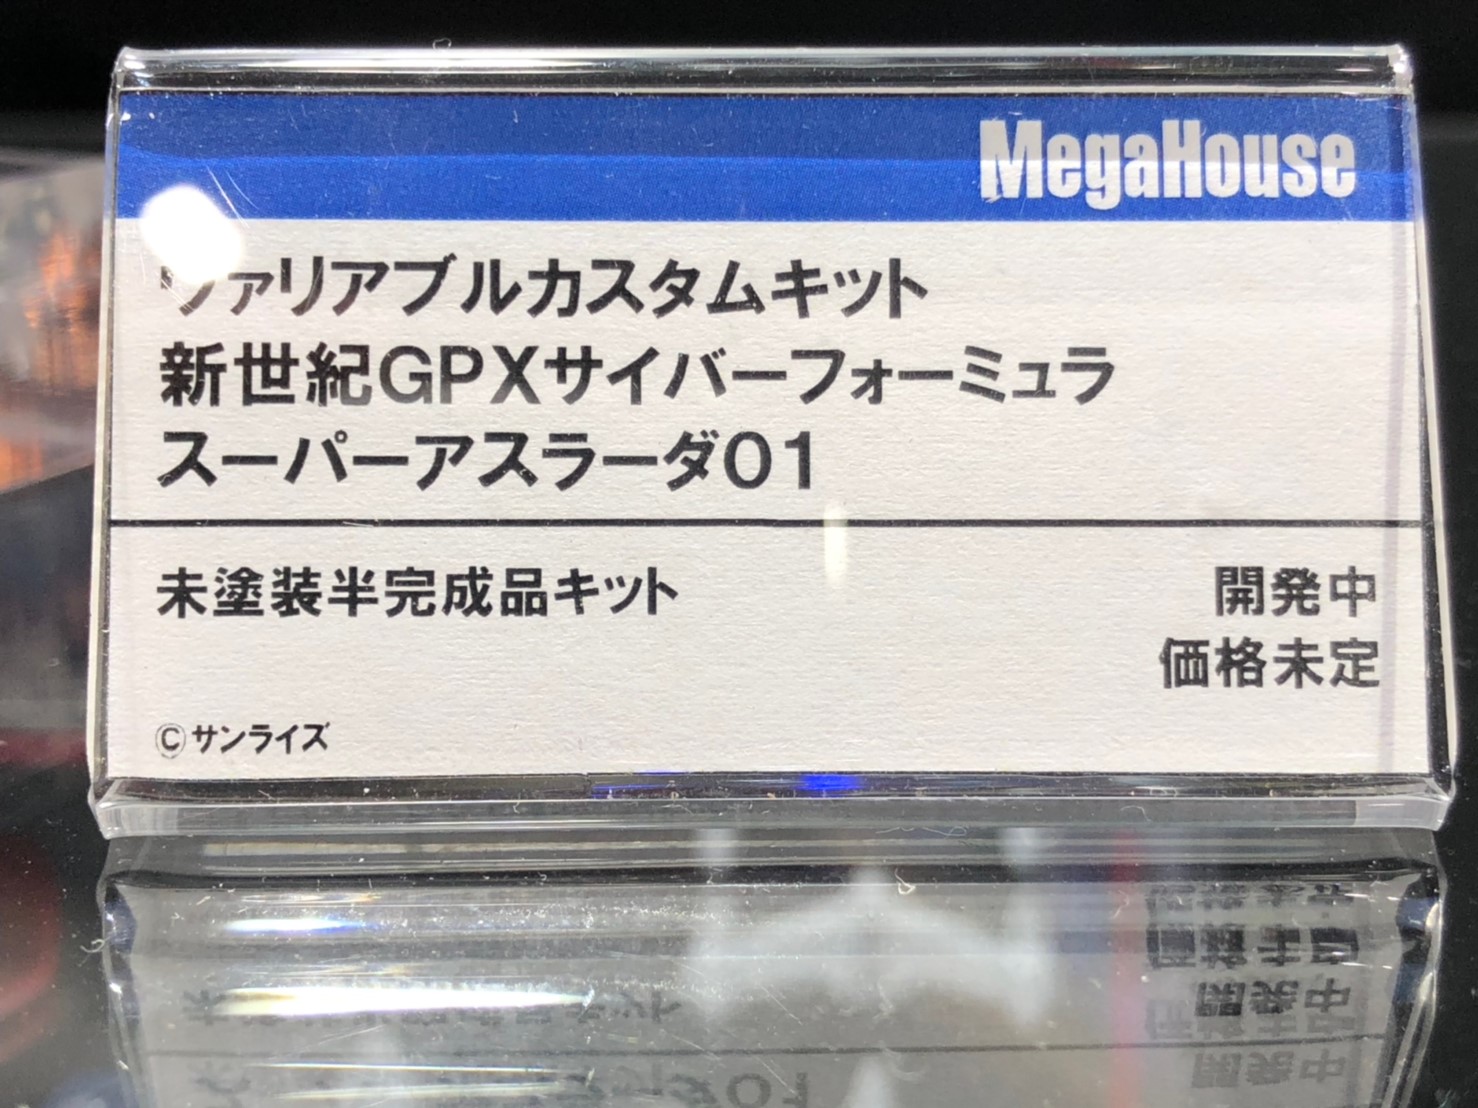 MegaHouse
ヴァリアブルカスタムキット
新世紀GPXサイバーフォーミュラ
スーパーアスラーダ01
未塗装半完成品キット
開発中
価格未定
©サンライズ